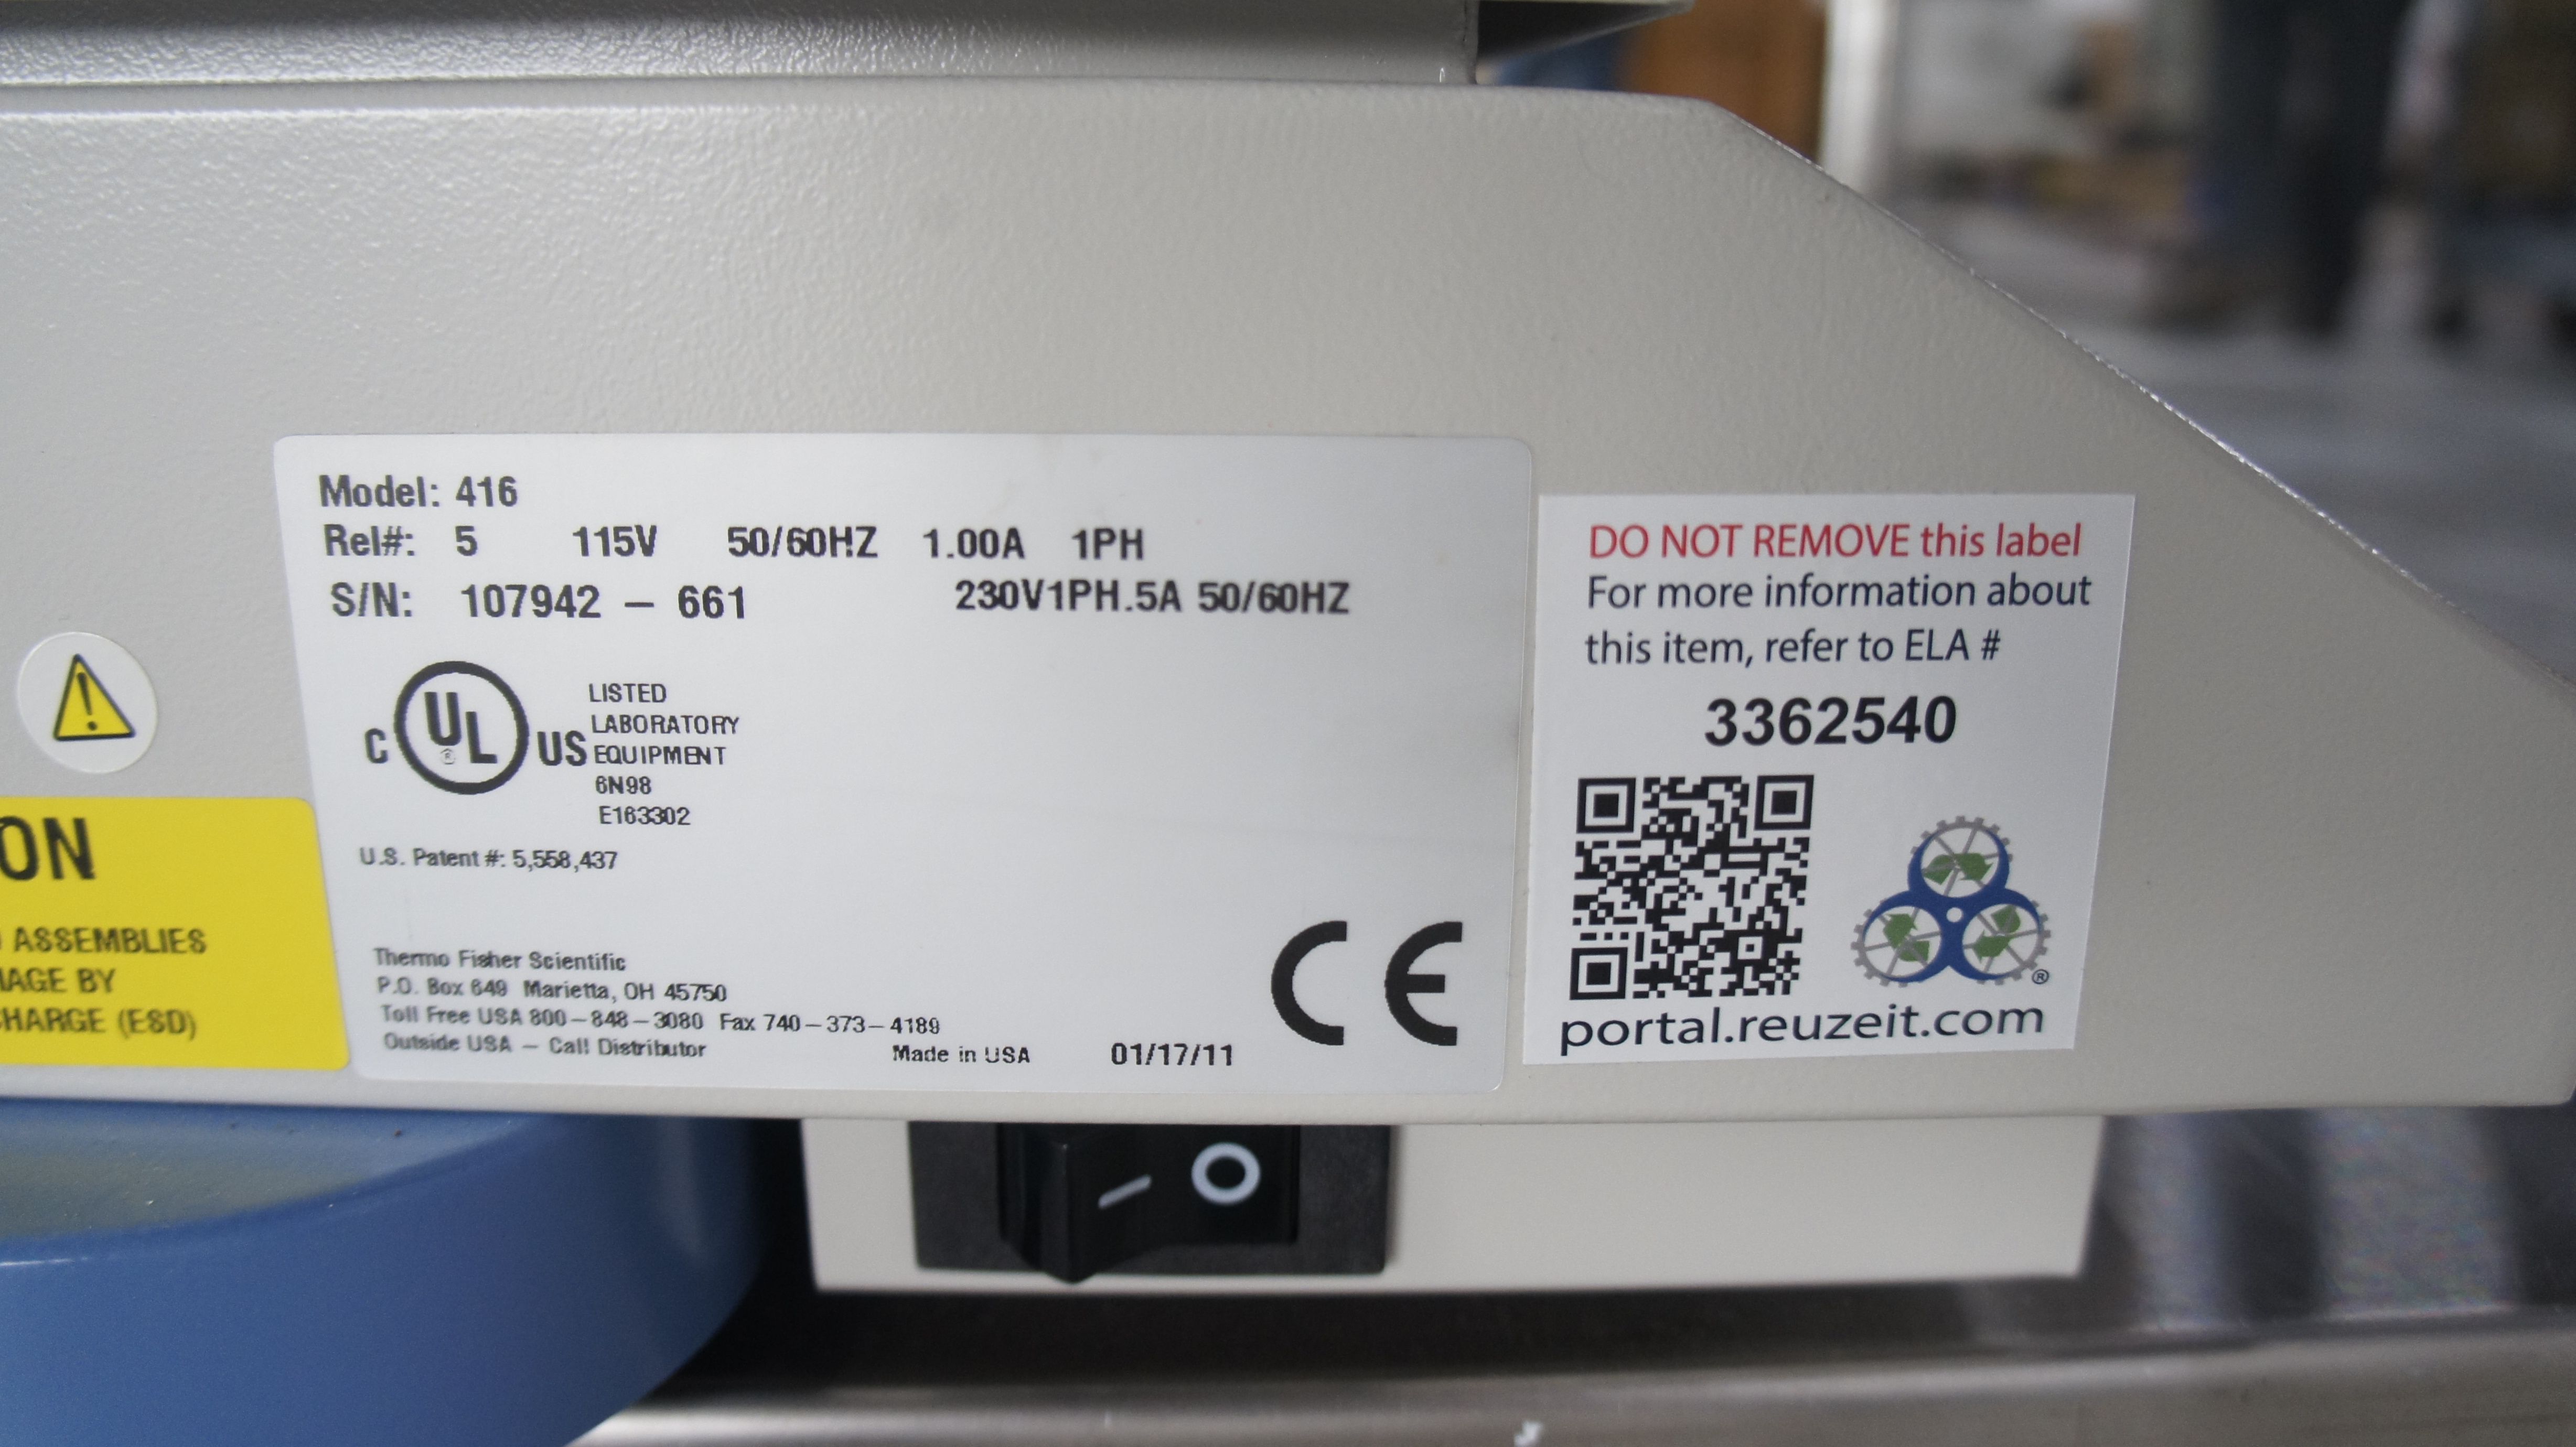 Model: 416
Rel#: 5 115V 50/60HZ 1.00A 1PH
S/N: 107942 – 661 230V1PH.5A 50/60HZ
C UL ® US
LISTED
LABORATORY
EQUIPMENT
6N98
E163302
U.S. Patent #: 5,558,437
Thermo Fisher Scientific
P.O. Box 649 Marietta, OH 45750
Toll Free USA 800–848–3080 Fax 740–373–4189
Outside USA – Call Distributor
Made in USA 01/17/11
CE
DO NOT REMOVE this label
For more information about
this item, refer to ELA #
3362540
®
portal.reuzeit.com
ON
ASSEMBLIES
AGE BY
HARGE (ESD)